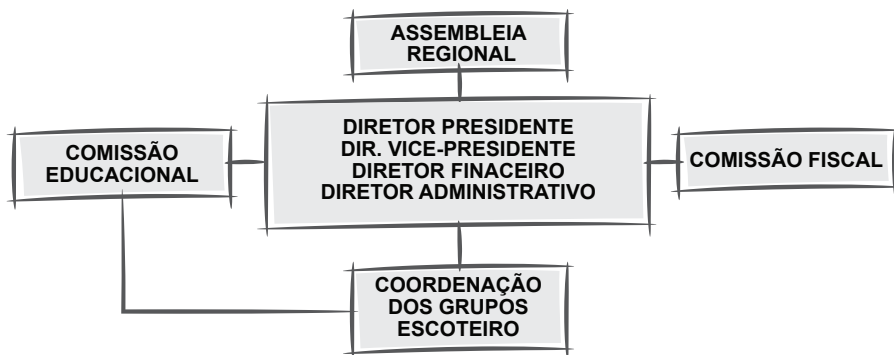 ASSEMBLEIA
REGIONAL
DIRETOR PRESIDENTE
DIR. VICE-PRESIDENTE
DIRETOR FINACEIRO
DIRETOR ADMINISTRATIVO
COMISSÃO
EDUCACIONAL
COMISSÃO FISCAL
COORDENAÇÃO
DOS GRUPOS
ESCOTEIRO